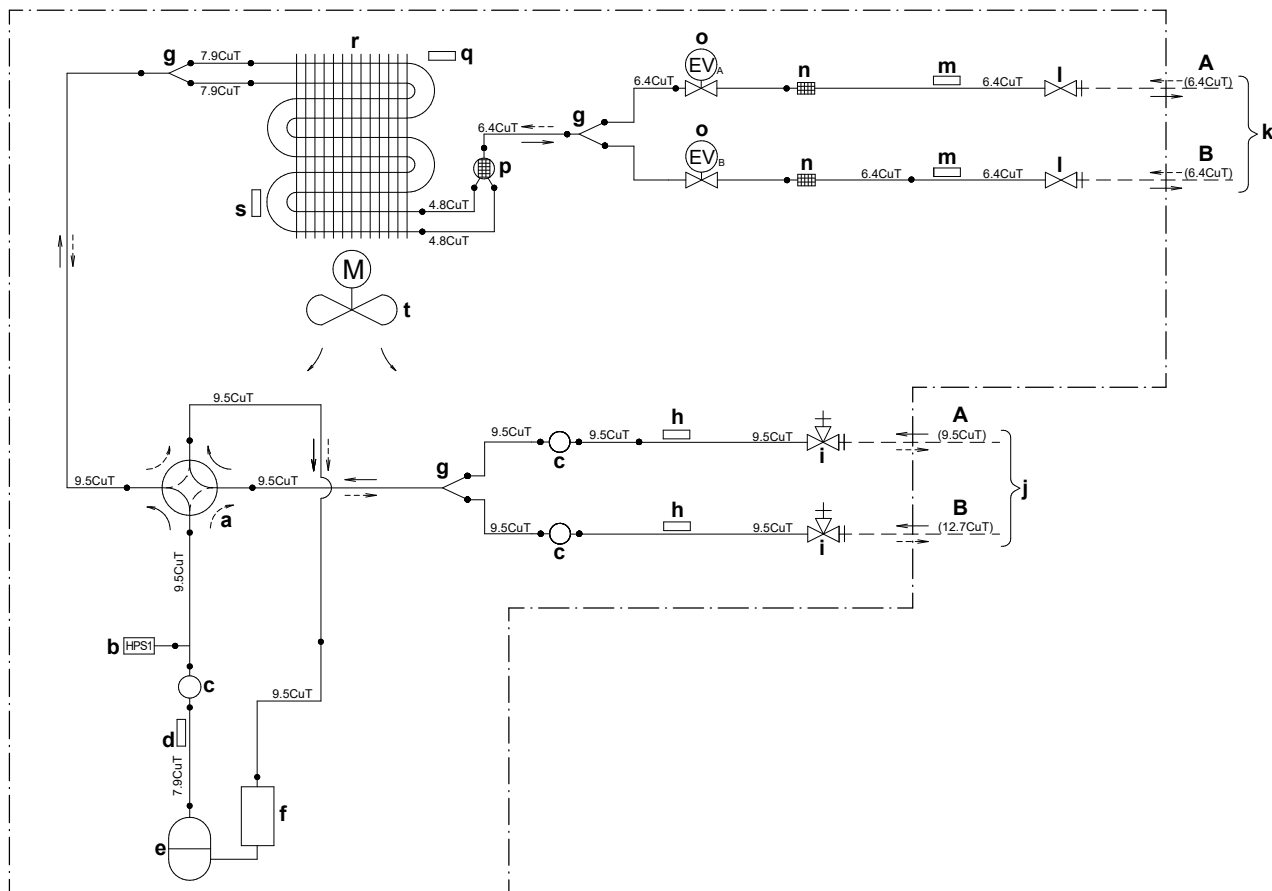 r
q
g
7.9CuT
7.9CuT
o
EVA
6.4CuT
n
m
6.4CuT
l
A
(6.4CuT)
6.4CuT
g
p
o
EVB
n
6.4CuT
m
6.4CuT
l
B
(6.4CuT)
k
s
4.8CuT
4.8CuT
M
t
9.5CuT
9.5CuT
a
9.5CuT
g
9.5CuT
c
9.5CuT
h
9.5CuT
i
A
(9.5CuT)
9.5CuT
c
h
9.5CuT
i
B
(12.7CuT)
j
9.5CuT
b
HPS1
c
9.5CuT
d
7.9CuT
f
e